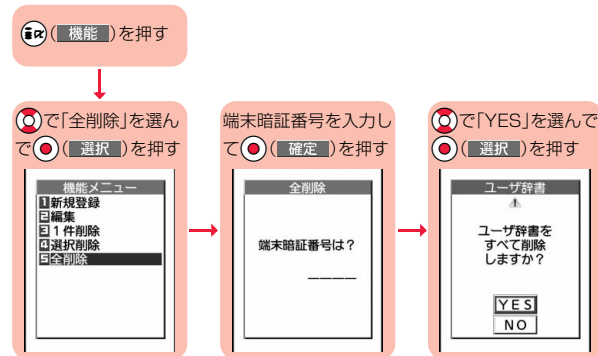 iα(機能)を押す
で「全削除」を選ん
で(選択)を押す
機能メニュー
1新規登録
2編集
3１件削除
4選択削除
5全削除
端末暗証番号を入力し
て(確定)を押す
全削除
端末暗証番号は？
＿＿＿＿
で「YES」を選んで
(選択)を押す
ユーザ辞書
ユーザ辞書を
すべて削除
しますか？
YES
NO